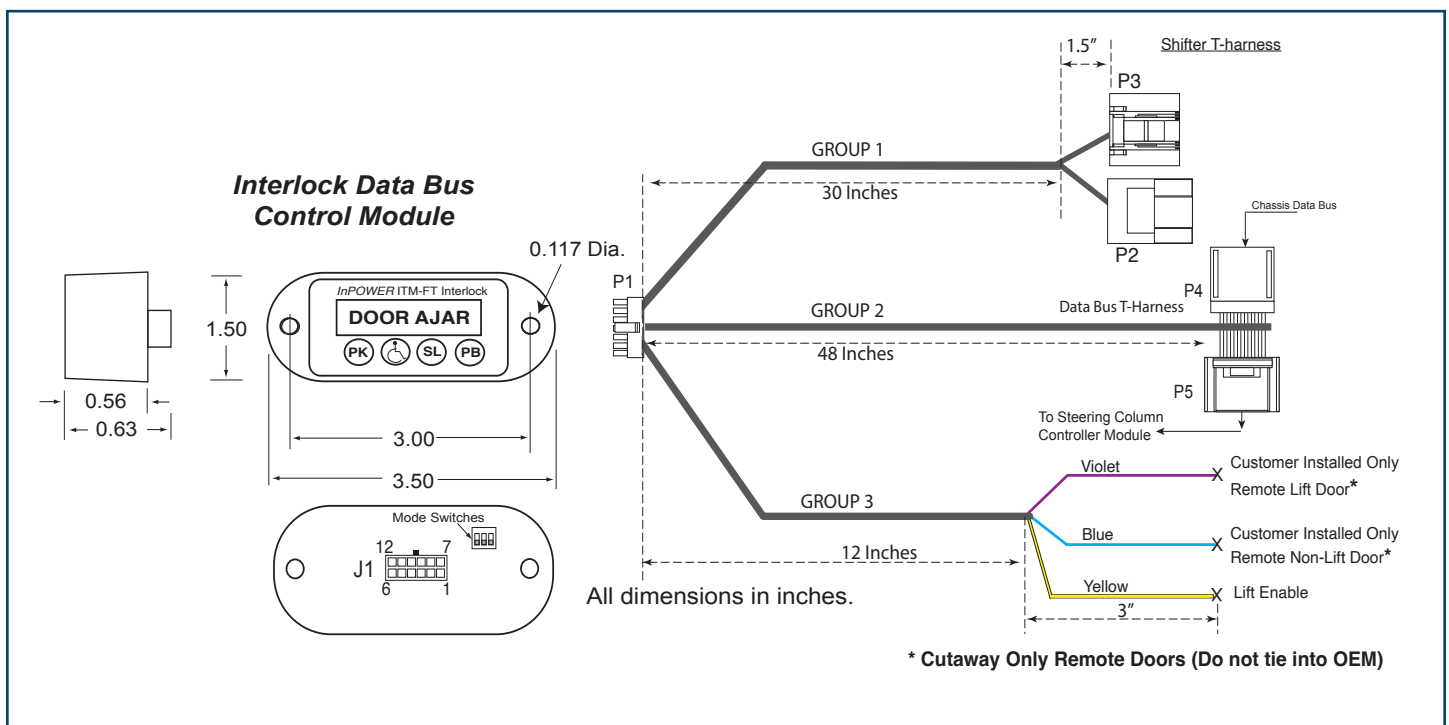 1.5″
Shifter T-harness
P3
GROUP 1
30 Inches
P2
Interlock Data Bus
Control Module
0.117 Dia.
P1
Chassis Data Bus
P4
InPOWER ITM-FT Interlock
DOOR AJAR
PK
SL
PB
1.50
GROUP 2
Data Bus T-Harness
48 Inches
P5
0.56
0.63
3.00
3.50
To Steering Column
Controller Module
Violet
Customer Installed Only
Remote Lift Door*
GROUP 3
12 Inches
Blue
Customer Installed Only
Remote Non-Lift Door*
Yellow
Lift Enable
3″
Mode Switches
12
7
J1
6
1
All dimensions in inches.
* Cutaway Only Remote Doors (Do not tie into OEM)